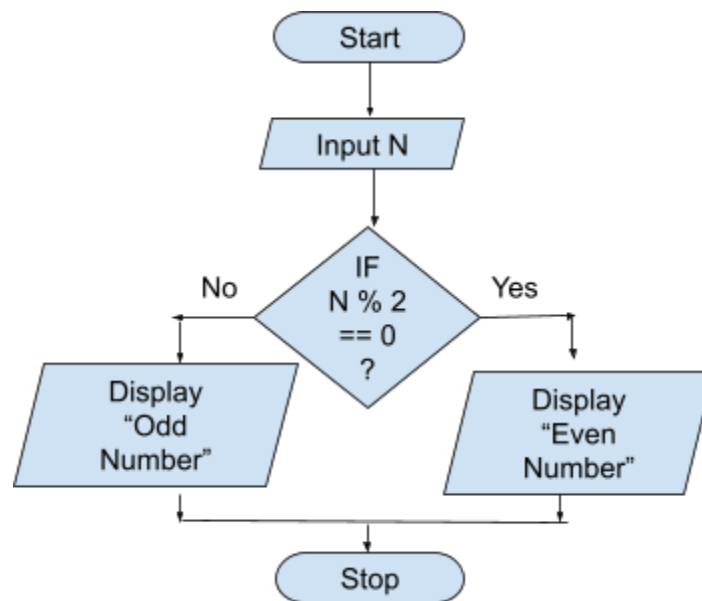 Start
Input N
IF
N % 2
== 0
?
No
Yes
Display
“Odd
Number”
Display
“Even
Number”
Stop